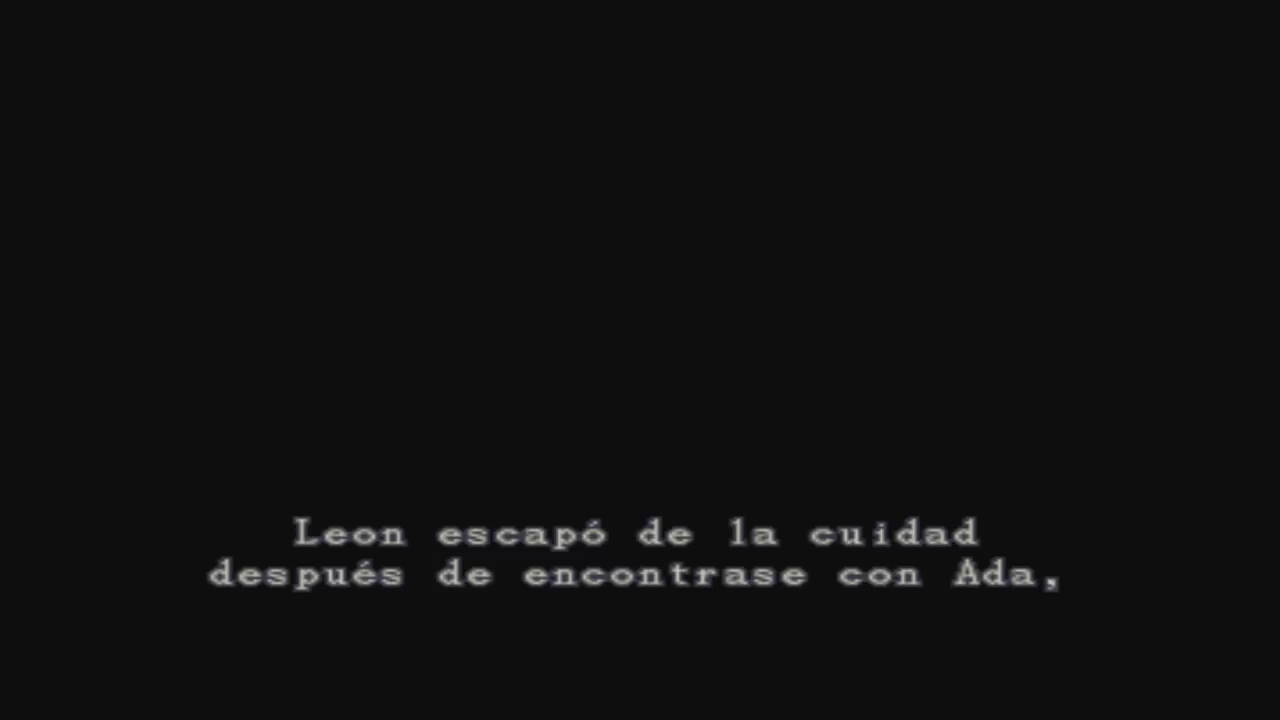 Leon escapó de la cuidad
después de encontrase con Ada,